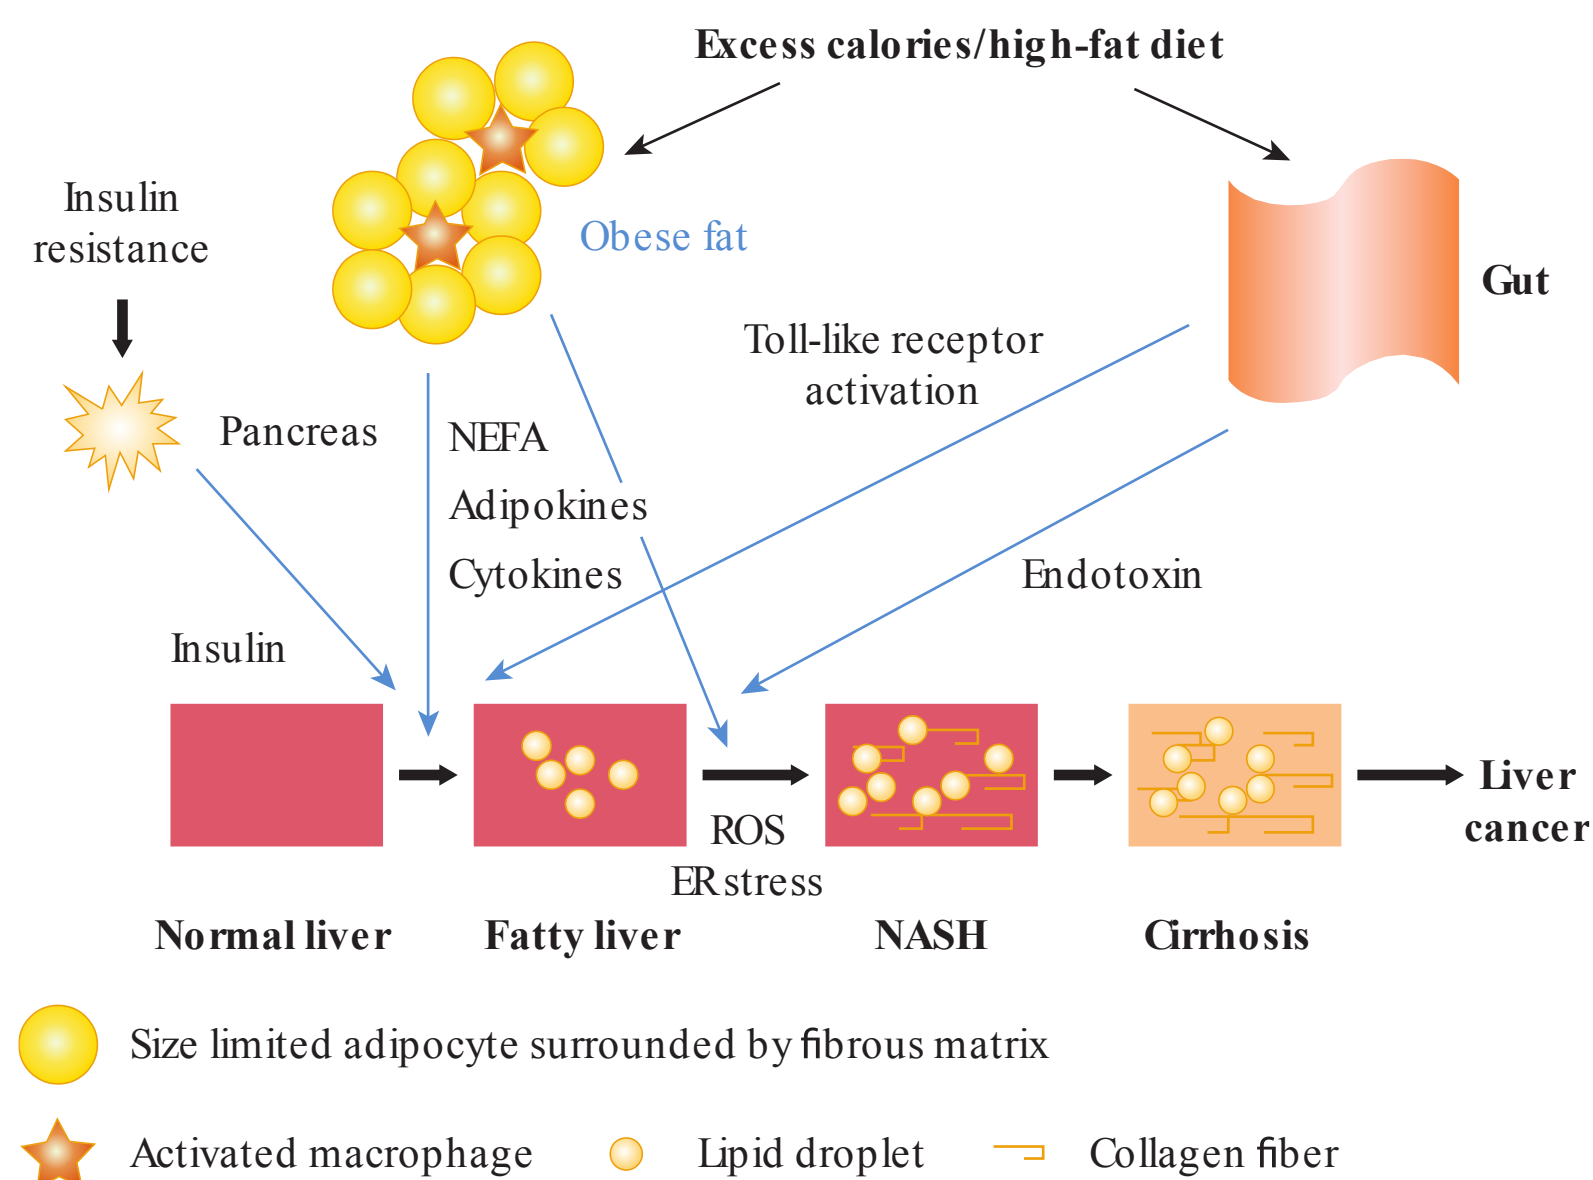 Excess calories/high-fat diet
Insulin
resistance
Obese fat
Gut
Toll-like receptor
activation
Pancreas
NEFA
Adipokines
Cytokines
Endotoxin
Insulin
ROS
ER stress
Liver
cancer
Normal liver
Fatty liver
NASH
Cirrhosis
Size limited adipocyte surrounded by fibrous matrix
Activated macrophage
Lipid droplet
Collagen fiber